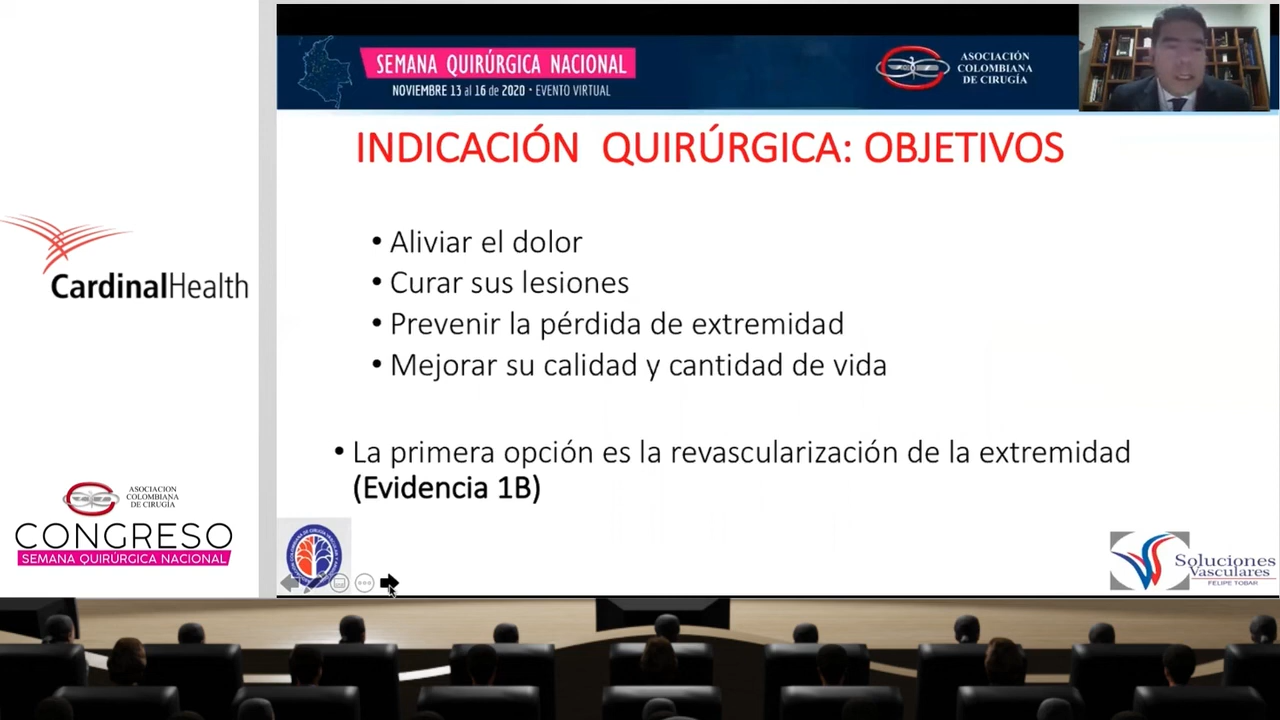 SEMANA QUIRÚRGICA NACIONAL
NOVIEMBRE 13 al 16 de 2020 • EVENTO VIRTUAL
ASOCIACIÓN
COLOMBIANA
DE CIRUGÍA
INDICACIÓN QUIRÚRGICA: OBJETIVOS
• Aliviar el dolor
• Curar sus lesiones
• Prevenir la pérdida de extremidad
• Mejorar su calidad y cantidad de vida
• La primera opción es la revascularización de la extremidad
(Evidencia 1B)
CardinalHealth
ASOCIACION
COLOMBIANA
DE CIRUGÍA
CONGRESO
SEMANA QUIRÚRGICA NACIONAL
Soluciones
Vasculares
FELIPE TOBAR